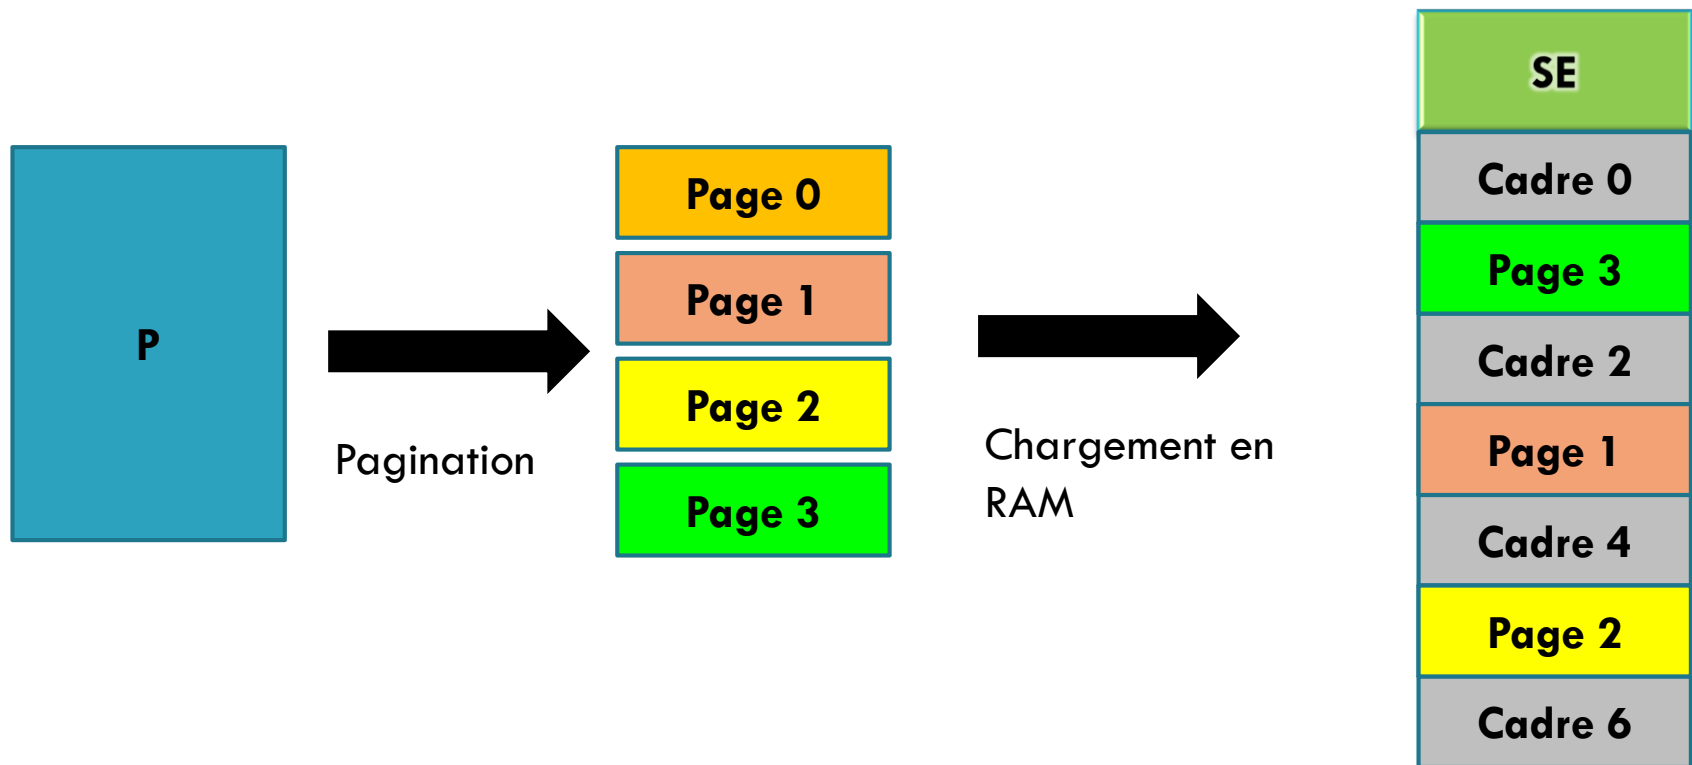 P
Pagination
Page 0
Page 1
Page 2
Page 3
Chargement en
RAM
SE
Cadre 0
Page 3
Cadre 2
Page 1
Cadre 4
Page 2
Cadre 6